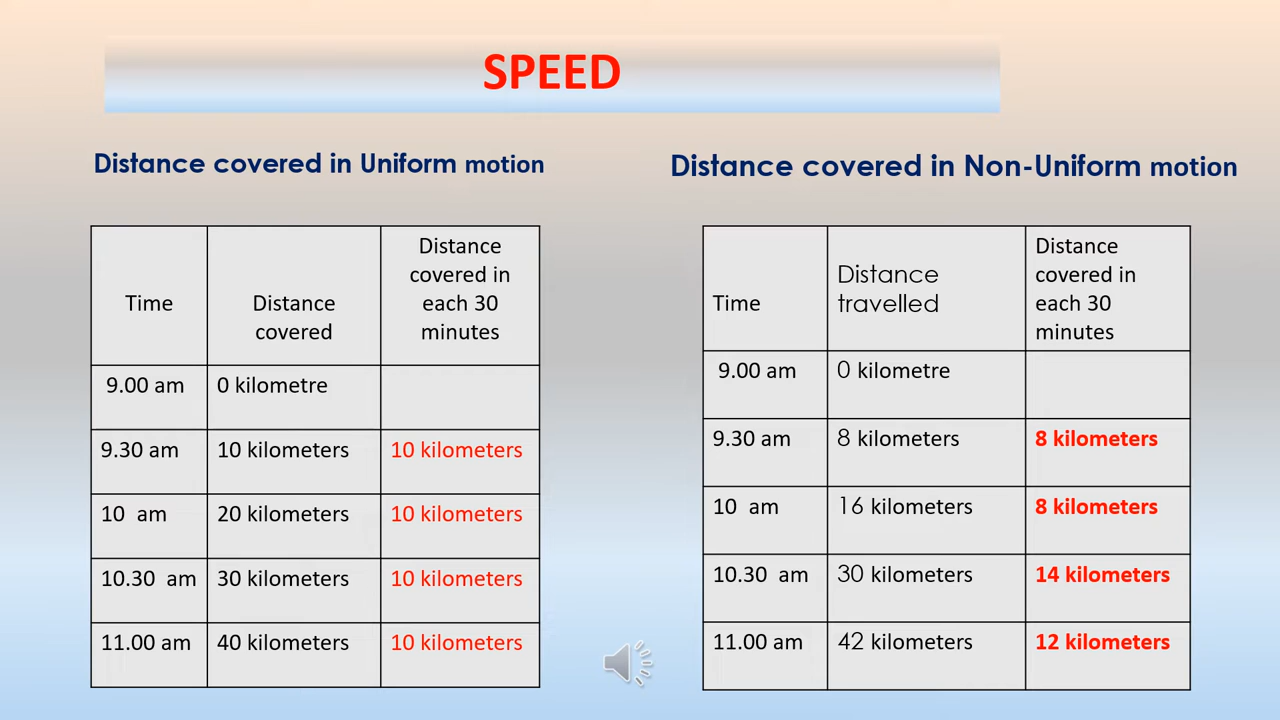 SPEED
Distance covered in Uniform motion
Distance covered in Non-Uniform motion
Time
Distance
covered
Distance
covered in
each 30
minutes
9.00 am
0 kilometre
9.30 am
10 kilometers
10 kilometers
10 am
20 kilometers
10 kilometers
10.30 am
30 kilometers
10 kilometers
11.00 am
40 kilometers
10 kilometers
Time
Distance
travelled
Distance
covered in
each 30
minutes
9.00 am
0 kilometre
9.30 am
8 kilometers
8 kilometers
10 am
16 kilometers
8 kilometers
10.30 am
30 kilometers
14 kilometers
11.00 am
42 kilometers
12 kilometers